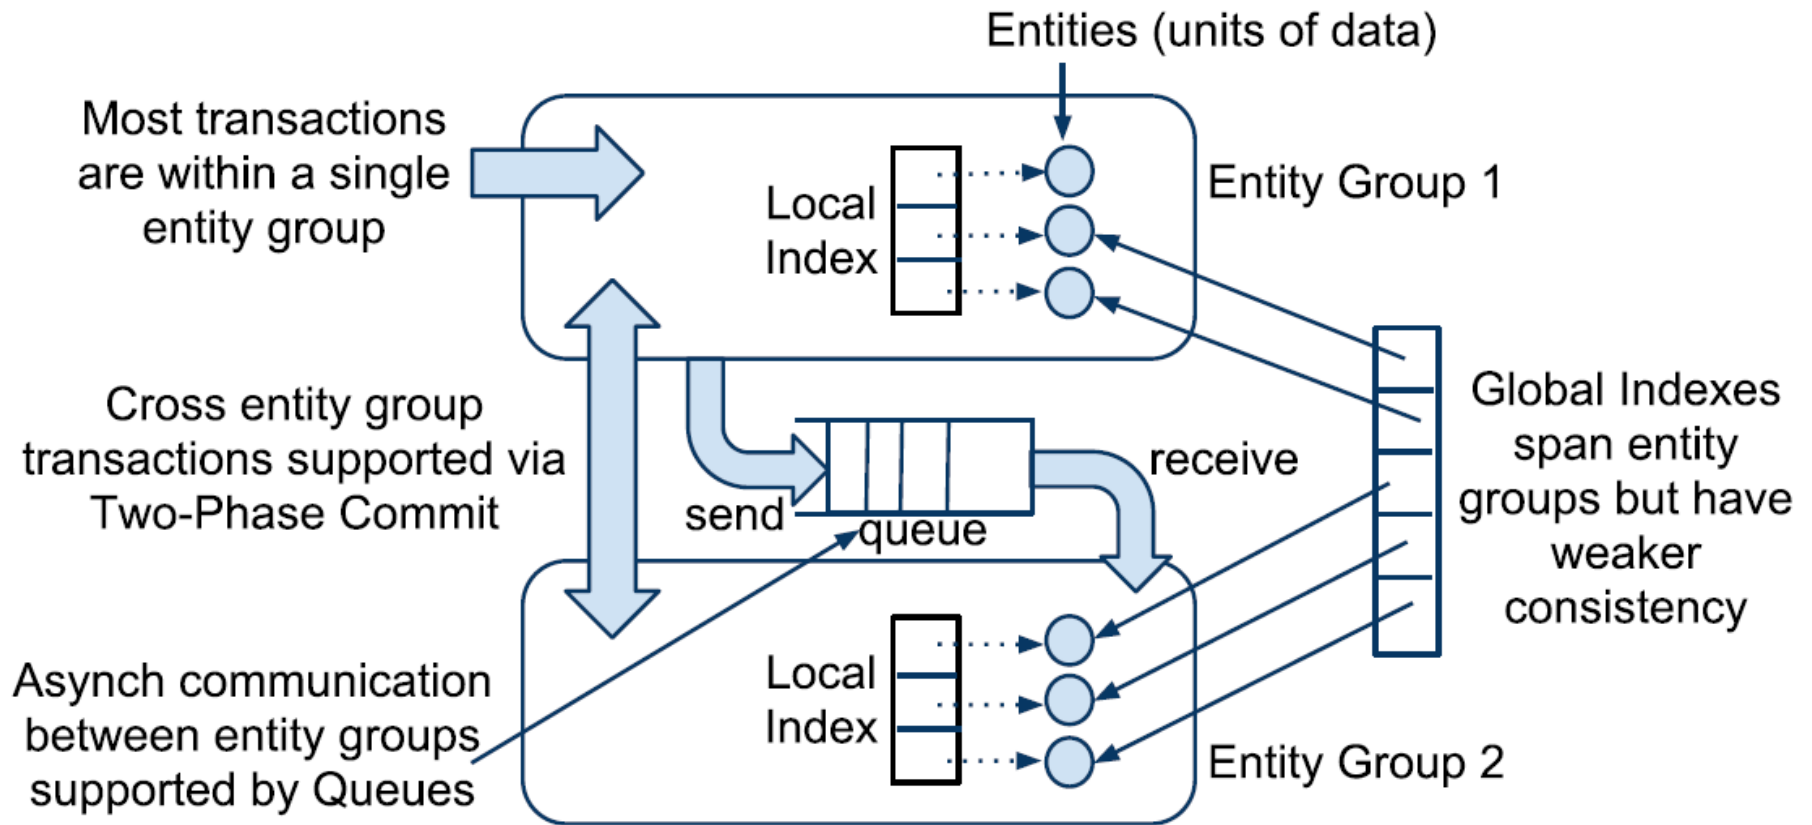 Entities (units of data)
Most transactions
are within a single
entity group
Local
Index
Entity Group 1
Cross entity group
transactions supported via
Two-Phase Commit
send
queue
receive
Global Indexes
span entity
groups but have
weaker
consistency
Asynch communication
between entity groups
supported by Queues
Local
Index
Entity Group 2